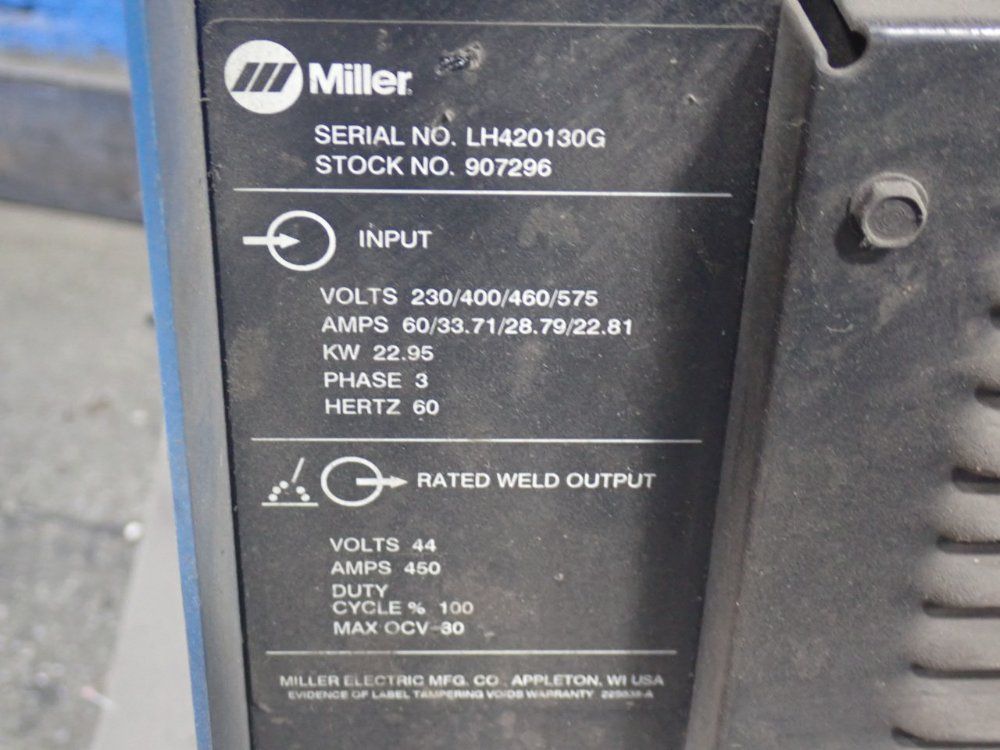 Miller
SERIAL NO. LH420130G
STOCK NO. 907296
INPUT
VOLTS 230/400/460/575
AMPS 60/33.71/28.79/22.81
KW 22.95
PHASE 3
HERTZ 60
RATED WELD OUTPUT
VOLTS 44
AMPS 450
DUTY
CYCLE % 100
MAX OCV
MILLER ELECTRIC MFG. CO. APPLETON, WI USA
EVIDENCE OF LABEL TAMPERING VOIDS WARRANTY